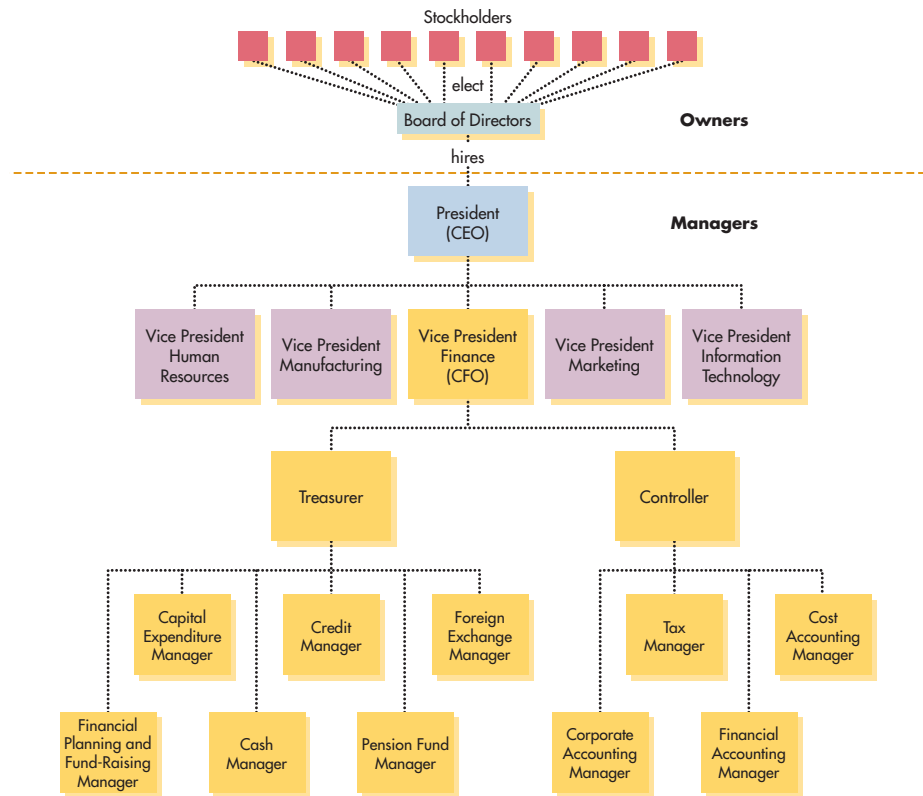 Stockholders
elect
Board of Directors
Owners
hires
President
(CEO)
Managers
Vice President
Human
Resources
Vice President
Manufacturing
Vice President
Finance
(CFO)
Vice President
Marketing
Vice President
Information
Technology
Treasurer
Controller
Capital
Expenditure
Manager
Credit
Manager
Foreign
Exchange
Manager
Tax
Manager
Cost
Accounting
Manager
Financial
Planning and
Fund-Raising
Manager
Cash
Manager
Pension Fund
Manager
Corporate
Accounting
Manager
Financial
Accounting
Manager